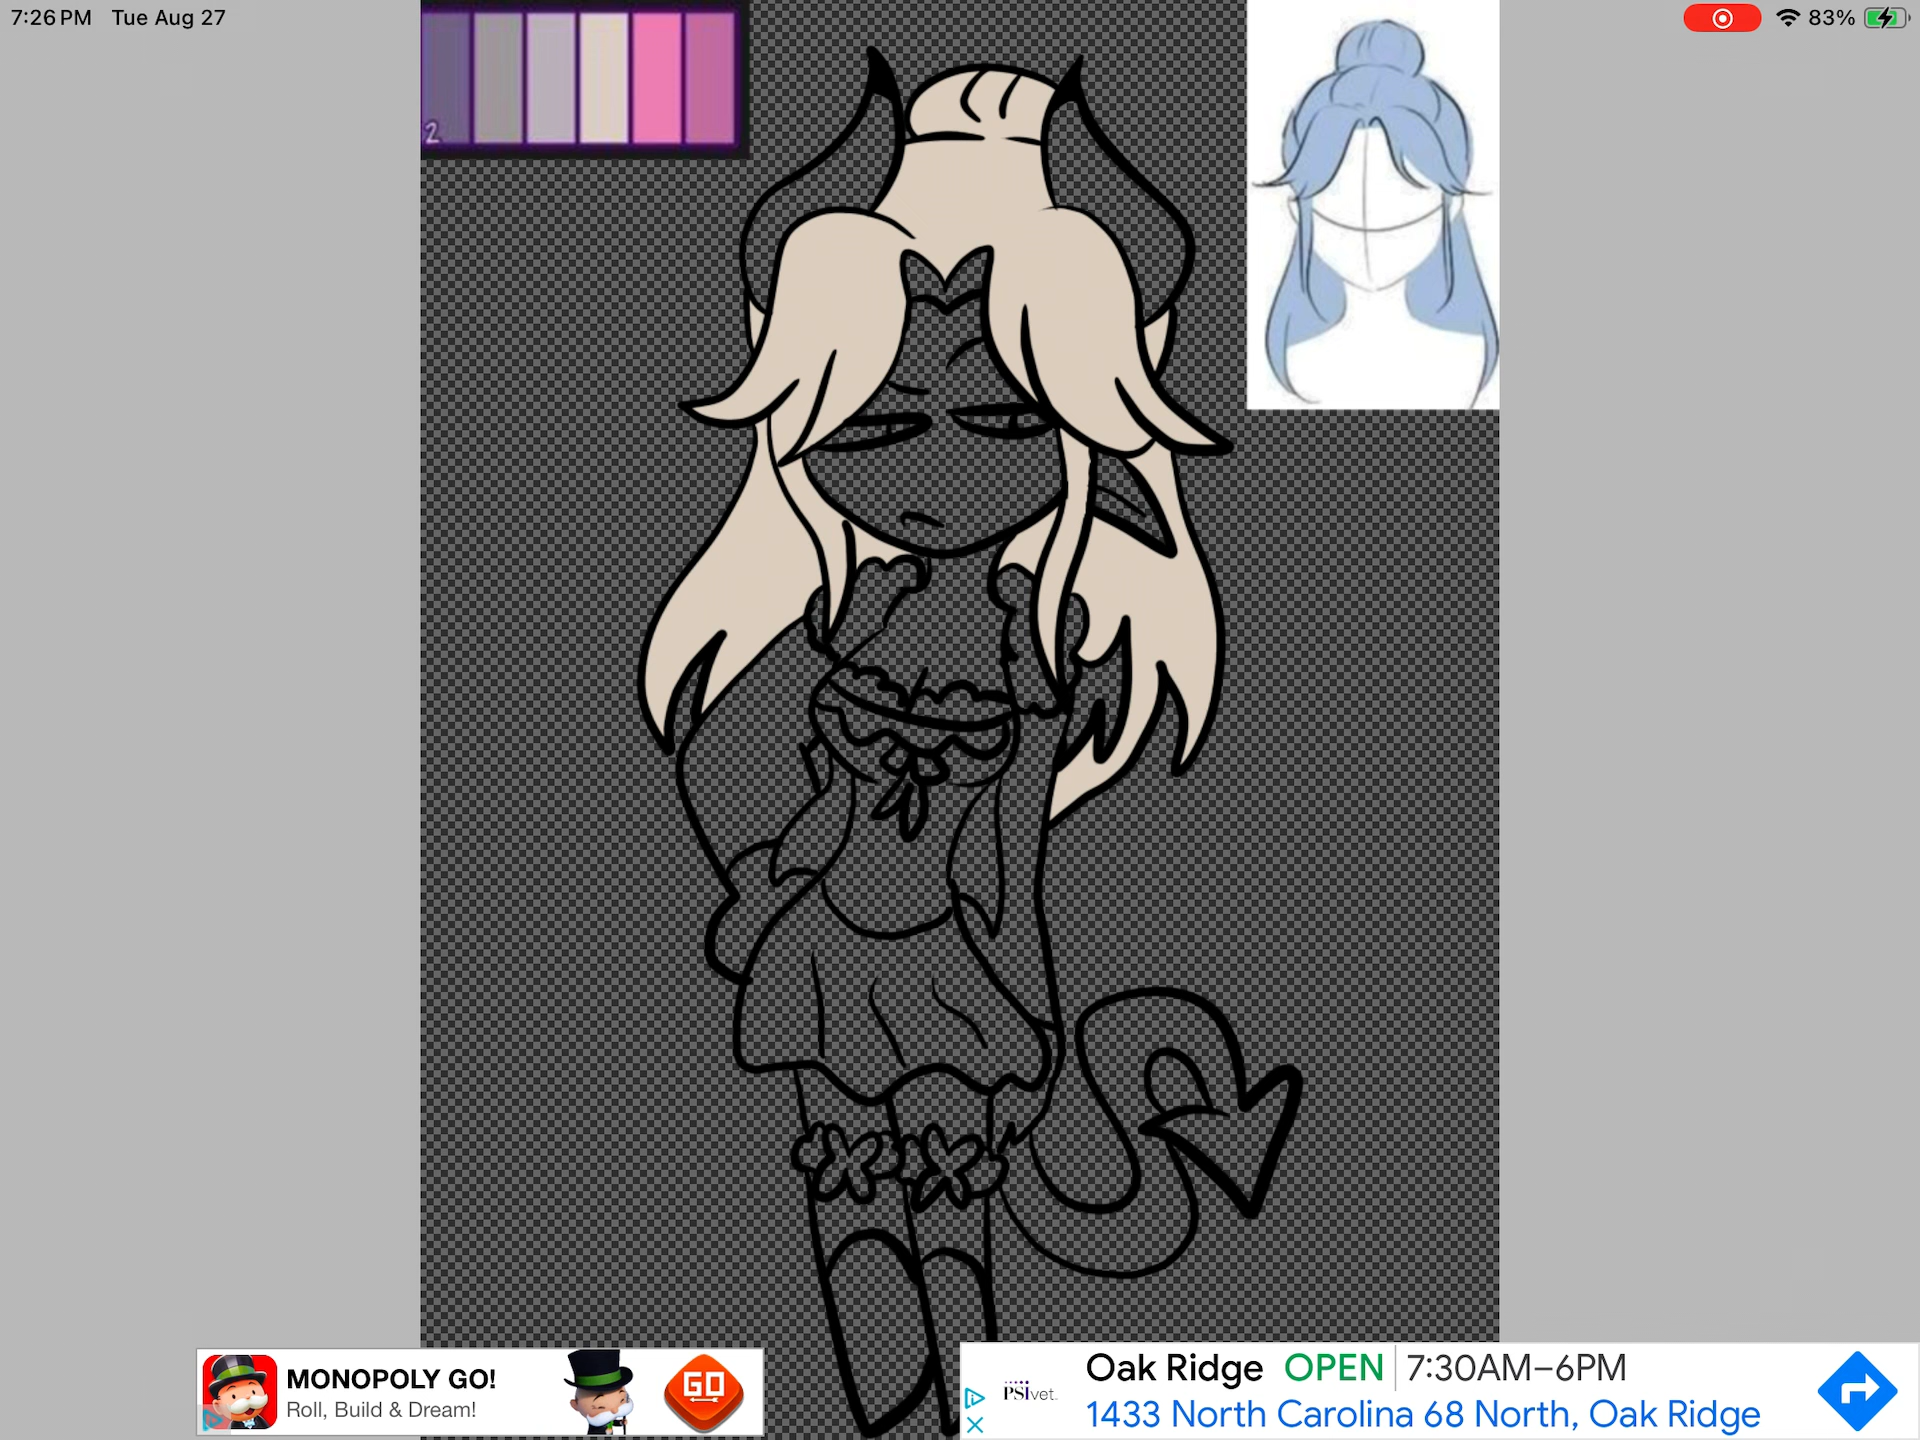 7:26 PM Tue Aug 27
83%
2
MONOPOLY GO!
Roll, Build & Dream!
GO
PSIvet
Oak Ridge OPEN 7:30AM–6PM
1433 North Carolina 68 North, Oak Ridge